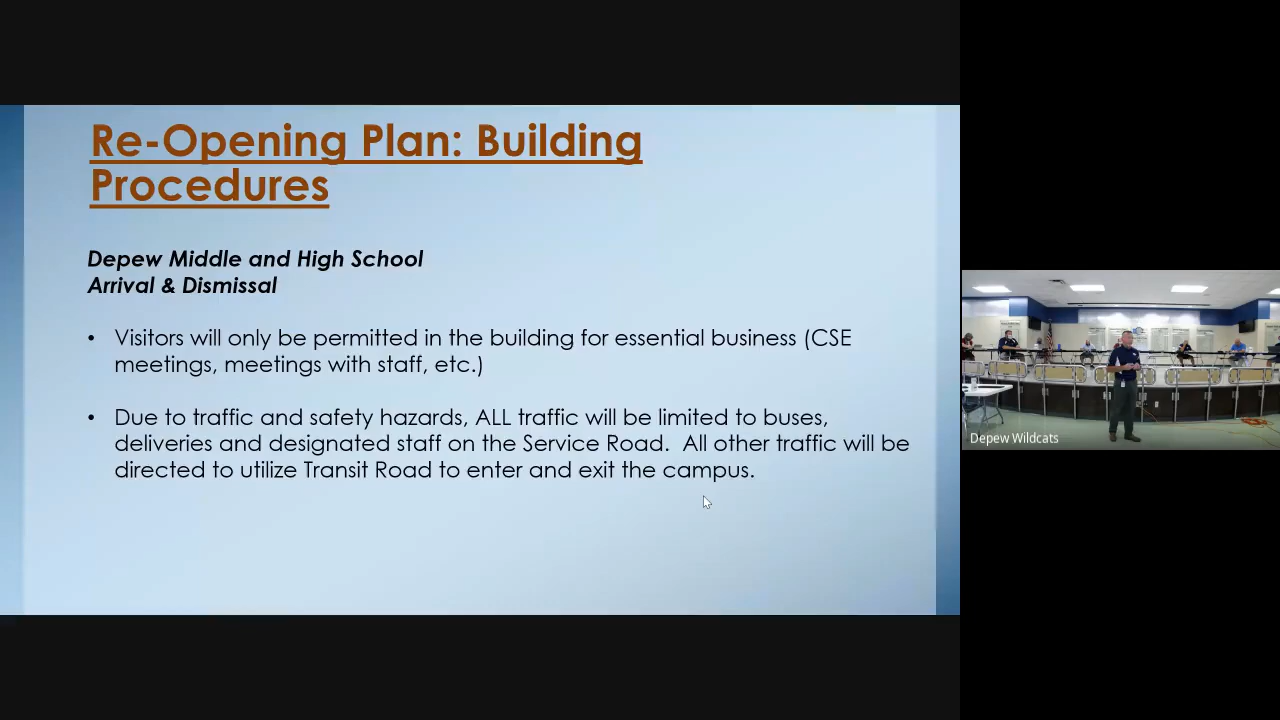 Re-Opening Plan: Building
Procedures
Depew Middle and High School
Arrival & Dismissal
• Visitors will only be permitted in the building for essential business (CSE
meetings, meetings with staff, etc.)
• Due to traffic and safety hazards, ALL traffic will be limited to buses,
deliveries and designated staff on the Service Road.  All other traffic will be
directed to utilize Transit Road to enter and exit the campus.
Depew Wildcats